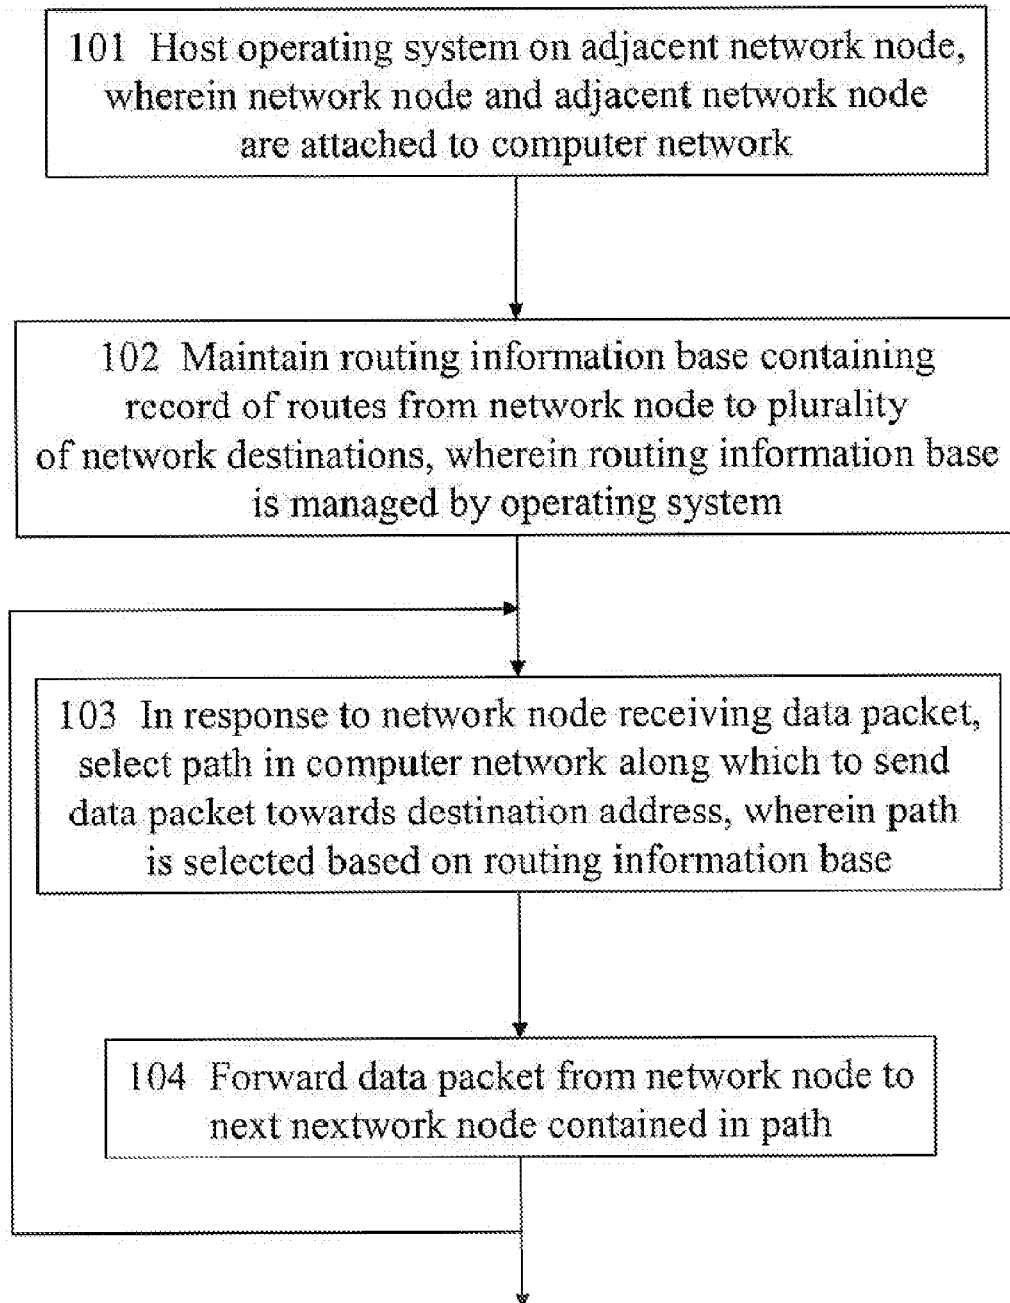 101 Host operating system on adjacent network node,
wherein network node and adjacent network node
are attached to computer network
102 Maintain routing information base containing
record of routes from network node to plurality
of network destinations, wherein routing information base
is managed by operating system
103 In response to network node receiving data packet,
select path in computer network along which to send
data packet towards destination address, wherein path
is selected based on routing information base
104 Forward data packet from network node to
next nextwork node contained in path